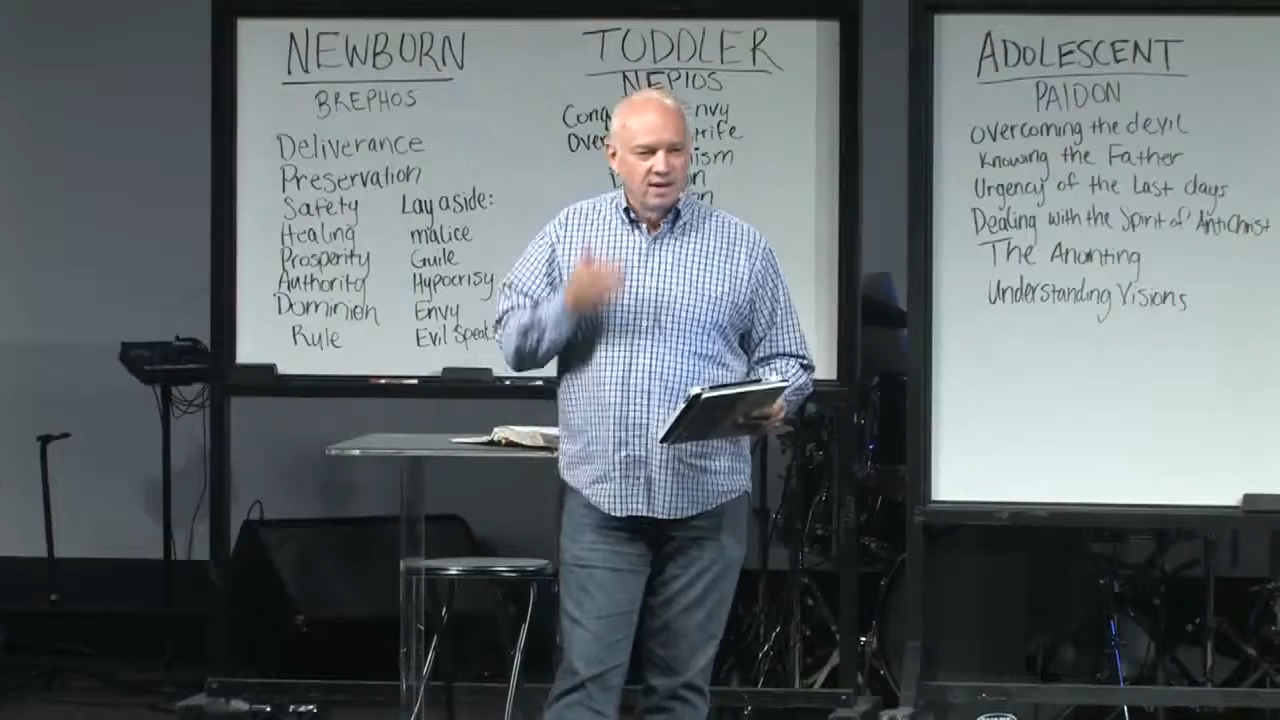 NEWBORN
BREPHOS
Deliverance
Preservation
Safety
Healing
Prosperity
Authority
Dominion
Rule
Lay aside:
malice
Guile
Hypocrisy
Envy
Evil Speak
TODDLER
NEPIOS
Envy
ADOLESCENT
PAIDON
overcoming the devil
Knowing the Father
Urgency of the Last days
Dealing with the Spirit of AntiChrist
The Anointing
Understanding Visions